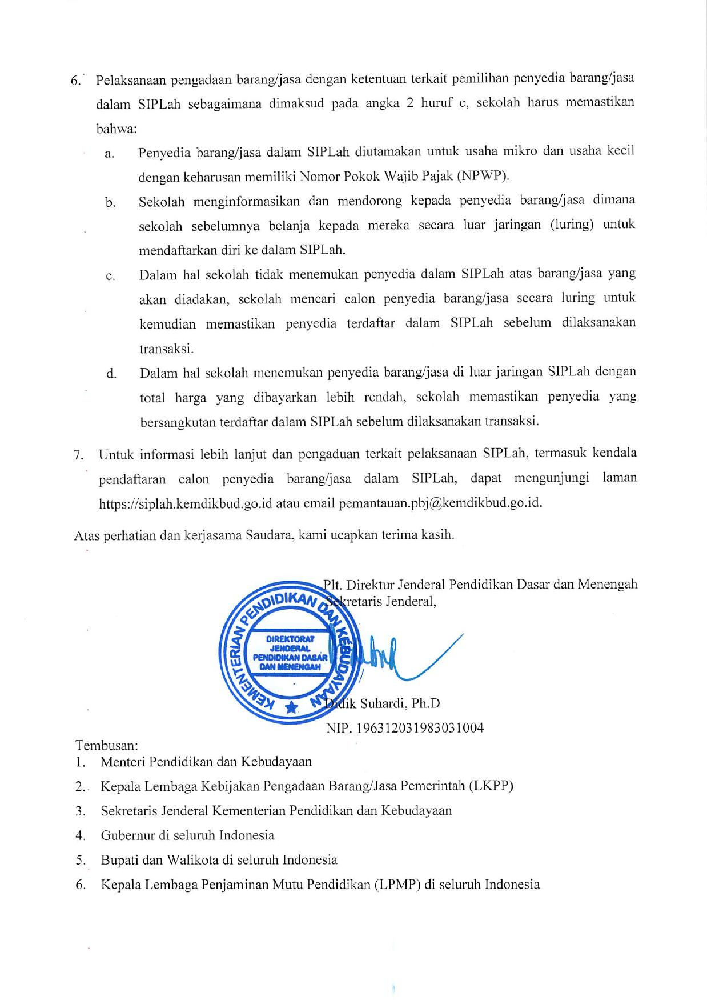 6. Pelaksanaan pengadaan barang/jasa dengan ketentuan terkait pemilihan penyedia barang/jasa
dalam SIPLah sebagaimana dimaksud pada angka 2 huruf c, sekolah harus memastikan
bahwa:
a. Penyedia barang/jasa dalam SIPLah diutamakan untuk usaha mikro dan usaha kecil
dengan keharusan memiliki Nomor Pokok Wajib Pajak (NPWP).
b. Sekolah menginformasikan dan mendorong kepada penyedia barang/jasa dimana
sekolah sebelumnya belanja kepada mereka secara luar jaringan (luring) untuk
mendaftarkan diri ke dalam SIPLah.
c. Dalam hal sekolah tidak menemukan penyedia dalam SIPLah atas barang/jasa yang
akan diadakan, sekolah mencari calon penyedia barang/jasa secara luring untuk
kemudian memastikan penyedia terdaftar dalam SIPLah sebelum dilaksanakan
transaksi.
d. Dalam hal sekolah menemukan penyedia barang/jasa di luar jaringan SIPLah dengan
total harga yang dibayarkan lebih rendah, sekolah memastikan penyedia yang
bersangkutan terdaftar dalam SIPLah sebelum dilaksanakan transaksi.
7. Untuk informasi lebih lanjut dan pengaduan terkait pelaksanaan SIPLah, termasuk kendala
pendaftaran calon penyedia barang/jasa dalam SIPLah, dapat mengunjungi laman
https://siplah.kemdikbud.go.id atau email pemantauan.pbj@kemdikbud.go.id.
Atas perhatian dan kerjasama Saudara, kami ucapkan terima kasih.
Plt. Direktur Jenderal Pendidikan Dasar dan Menengah
Sekretaris Jenderal,
KEMENTERIAN PENDIDIKAN DAN KEBUDAYAAN
DIREKTORAT
JENDERAL
PENDIDIKAN DASAR
DAN MENENGAH
Didik Suhardi, Ph.D
NIP. 196312031983031004
Tembusan:
1. Menteri Pendidikan dan Kebudayaan
2. Kepala Lembaga Kebijakan Pengadaan Barang/Jasa Pemerintah (LKPP)
3. Sekretaris Jenderal Kementerian Pendidikan dan Kebudayaan
4. Gubernur di seluruh Indonesia
5. Bupati dan Walikota di seluruh Indonesia
6. Kepala Lembaga Penjaminan Mutu Pendidikan (LPMP) di seluruh Indonesia